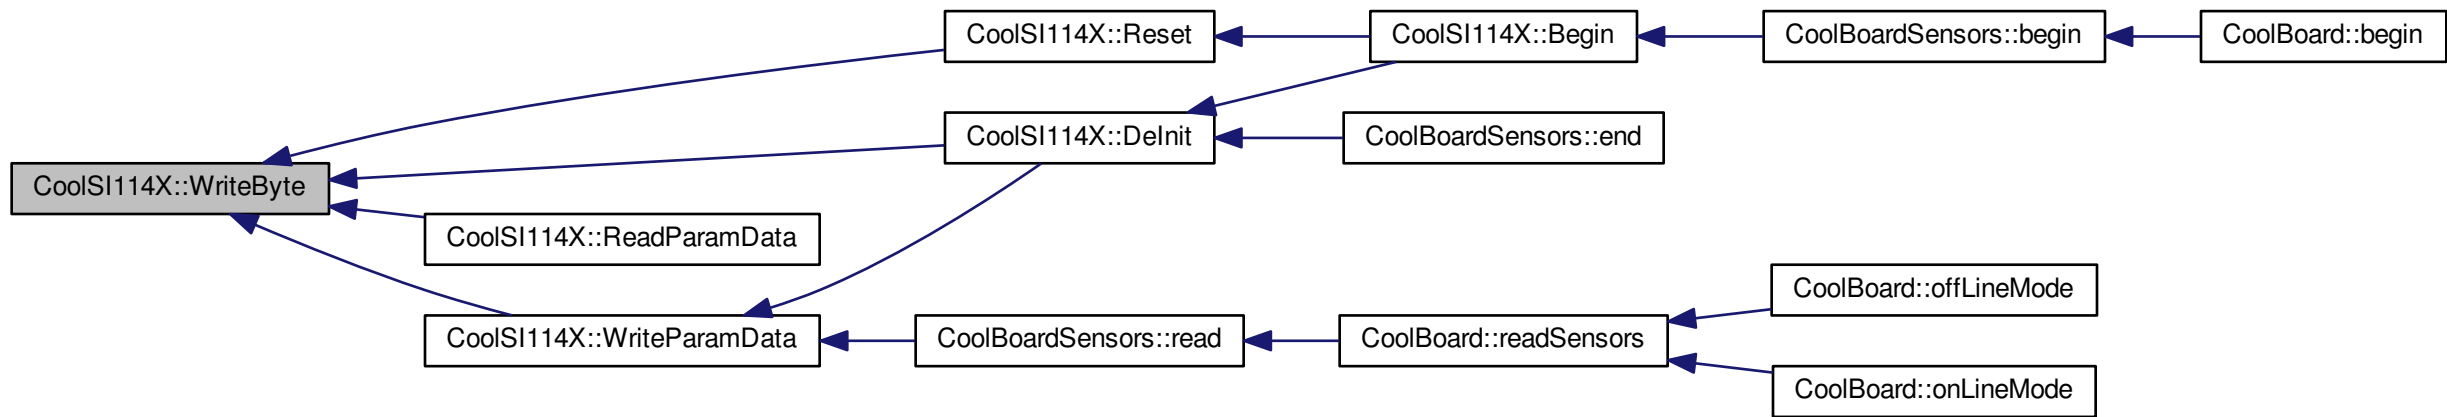 CoolSI114X::Reset
CoolSI114X::Begin
CoolBoardSensors::begin
CoolBoard::begin
CoolSI114X::DeInit
CoolBoardSensors::end
CoolSI114X::WriteByte
CoolSI114X::ReadParamData
CoolBoard::offLineMode
CoolSI114X::WriteParamData
CoolBoardSensors::read
CoolBoard::readSensors
CoolBoard::onLineMode